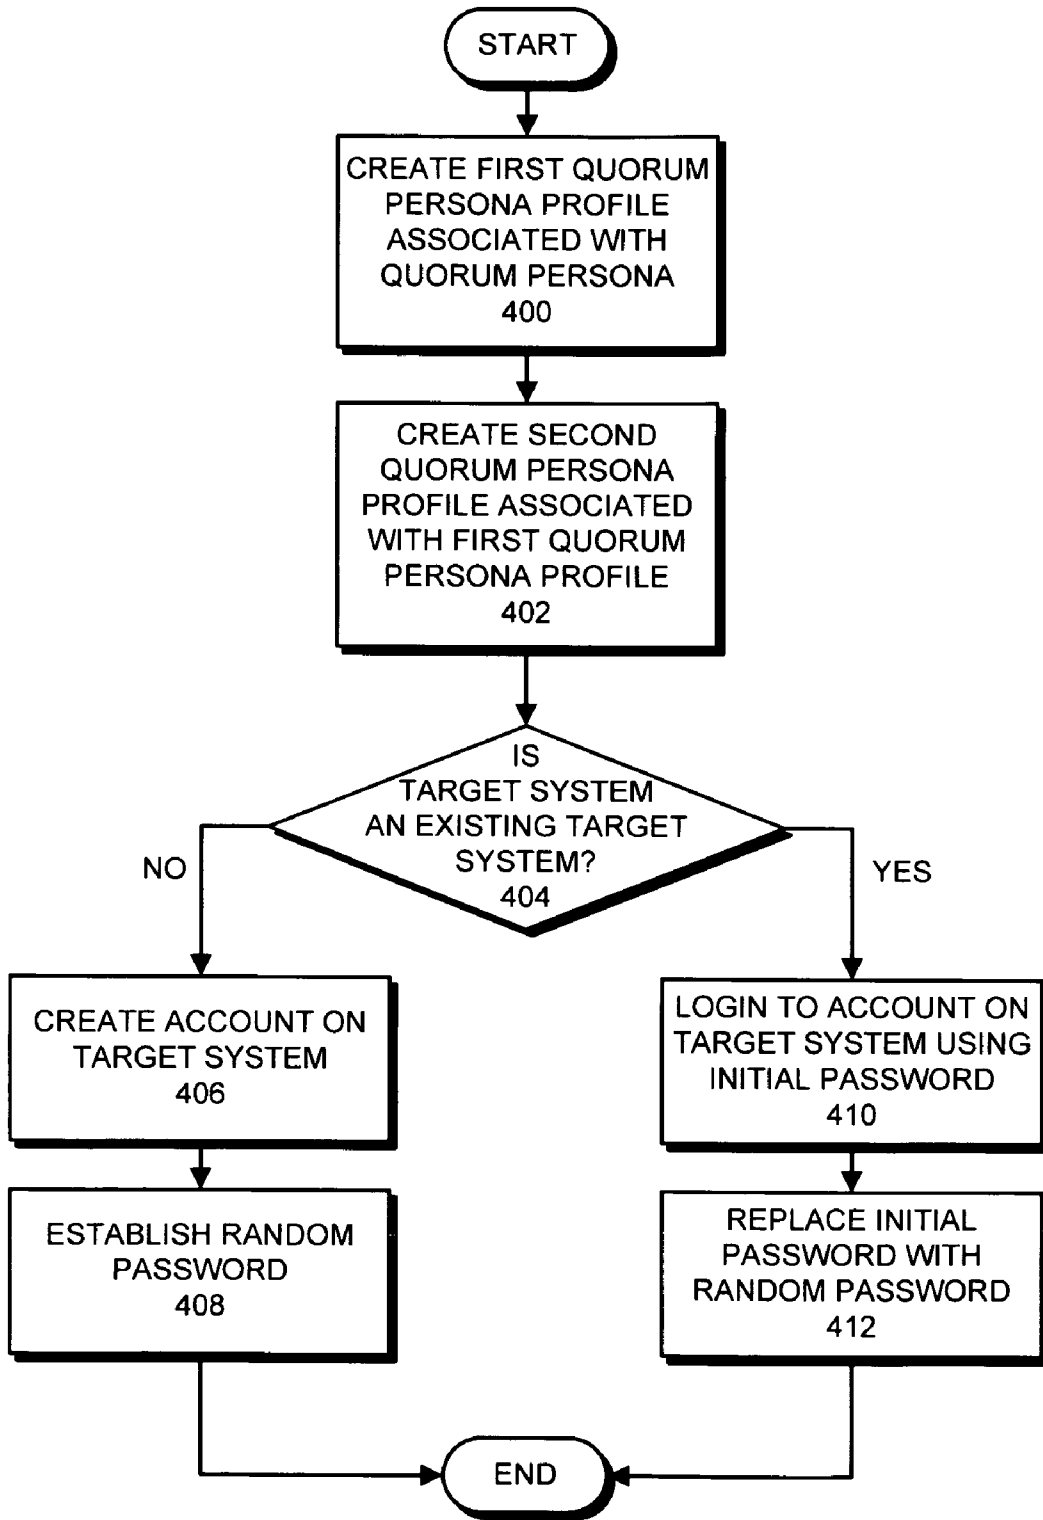 START
CREATE FIRST QUORUM
PERSONA PROFILE
ASSOCIATED WITH
QUORUM PERSONA
400
CREATE SECOND
QUORUM PERSONA
PROFILE ASSOCIATED
WITH FIRST QUORUM
PERSONA PROFILE
402
IS
TARGET SYSTEM
AN EXISTING TARGET
SYSTEM?
404
NO
YES
CREATE ACCOUNT ON
TARGET SYSTEM
406
LOGIN TO ACCOUNT ON
TARGET SYSTEM USING
INITIAL PASSWORD
410
ESTABLISH RANDOM
PASSWORD
408
REPLACE INITIAL
PASSWORD WITH
RANDOM PASSWORD
412
END